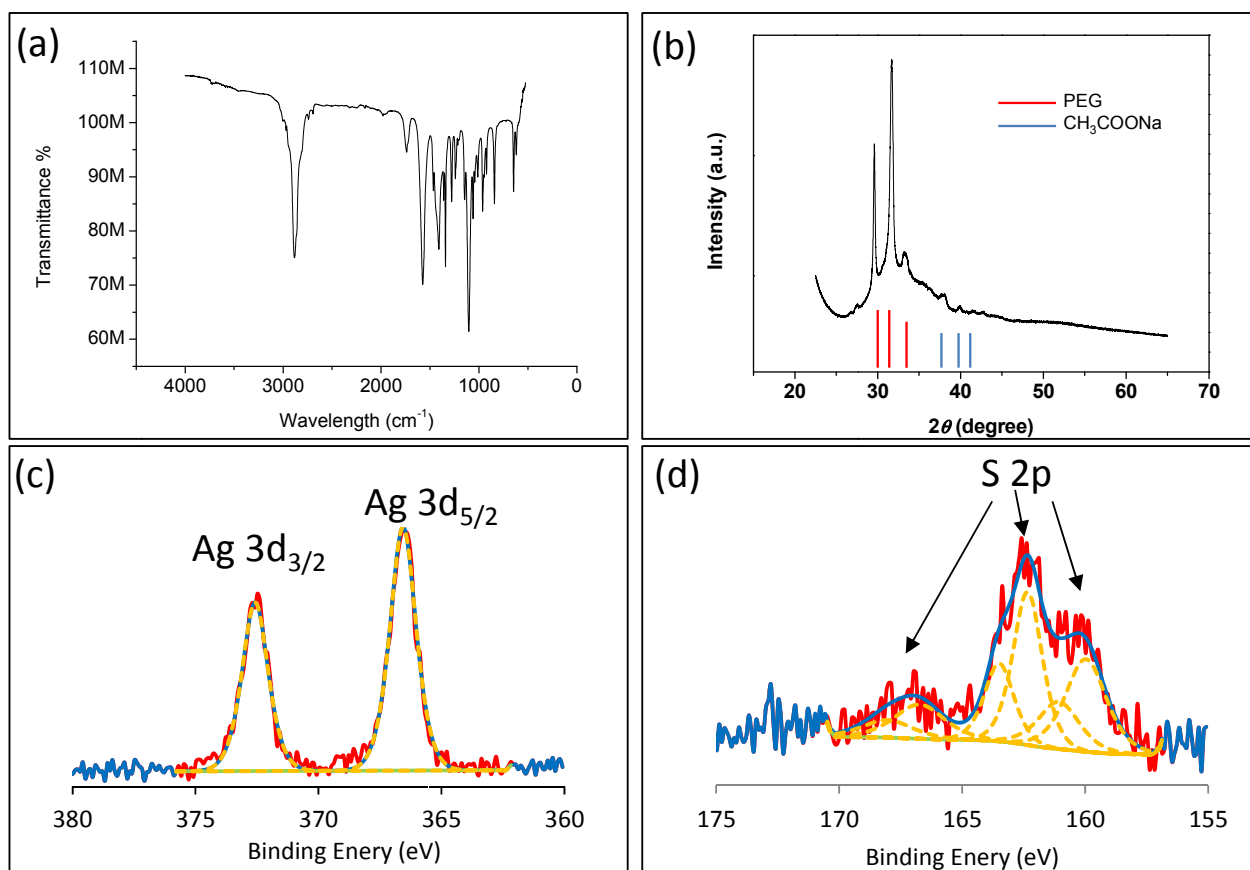 (a)
110M
100M
90M
80M
70M
60M
Transmittance %
4000 3000 2000 1000 0
Wavelength (cm⁻¹)
(b)
PEG
CH₃COONa
Intensity (a.u.)
20 30 40 50 60 70
2θ (degree)
(c)
Ag 3d₃/₂
Ag 3d₅/₂
380 375 370 365 360
Binding Enery (eV)
(d)
S 2p
175 170 165 160 155
Binding Enery (eV)